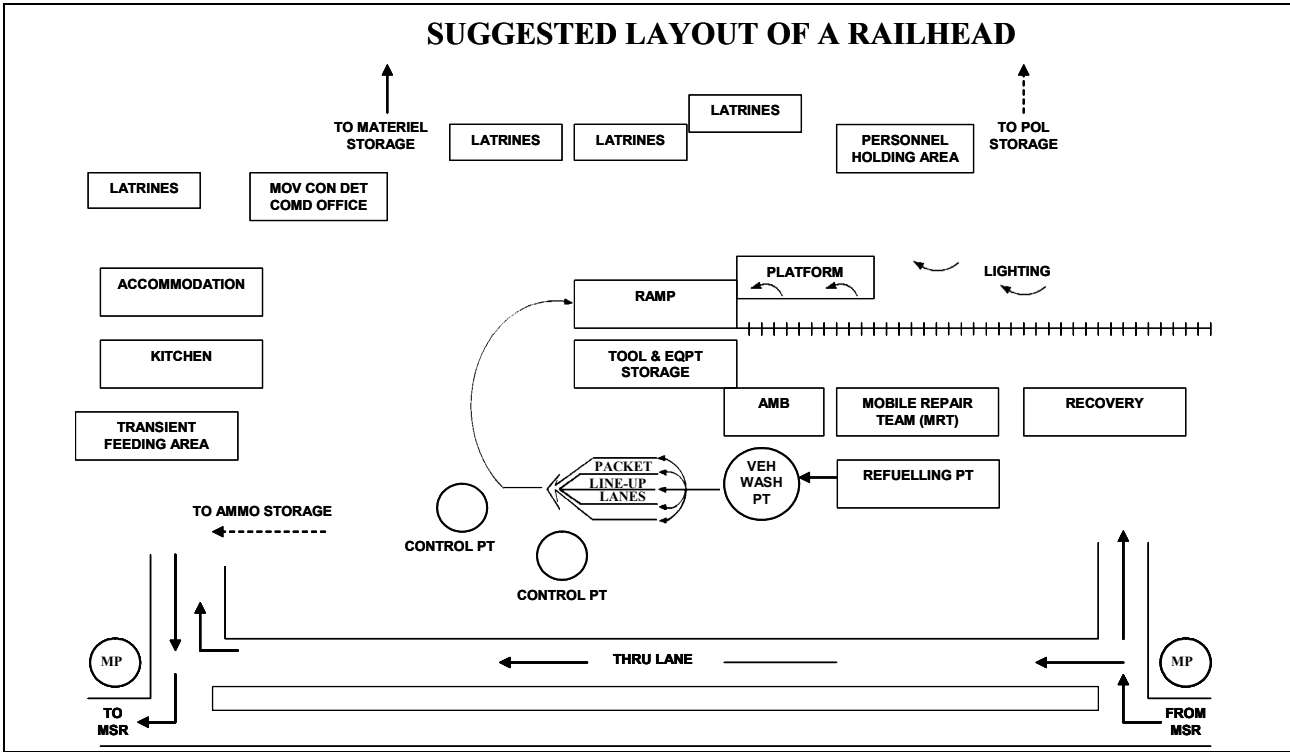 SUGGESTED LAYOUT OF A RAILHEAD
LATRINES
TO MATERIEL
STORAGE
LATRINES
LATRINES
PERSONNEL
HOLDING AREA
TO POL
STORAGE
LATRINES
MOV CON DET
COMD OFFICE
ACCOMMODATION
PLATFORM
LIGHTING
RAMP
KITCHEN
TOOL & EQPT
STORAGE
AMB
MOBILE REPAIR
TEAM (MRT)
RECOVERY
TRANSIENT
FEEDING AREA
PACKET
LINE-UP
LANES
VEH
WASH
PT
REFUELLING PT
TO AMMO STORAGE
CONTROL PT
CONTROL PT
MP
THRU LANE
MP
TO
MSR
FROM
MSR